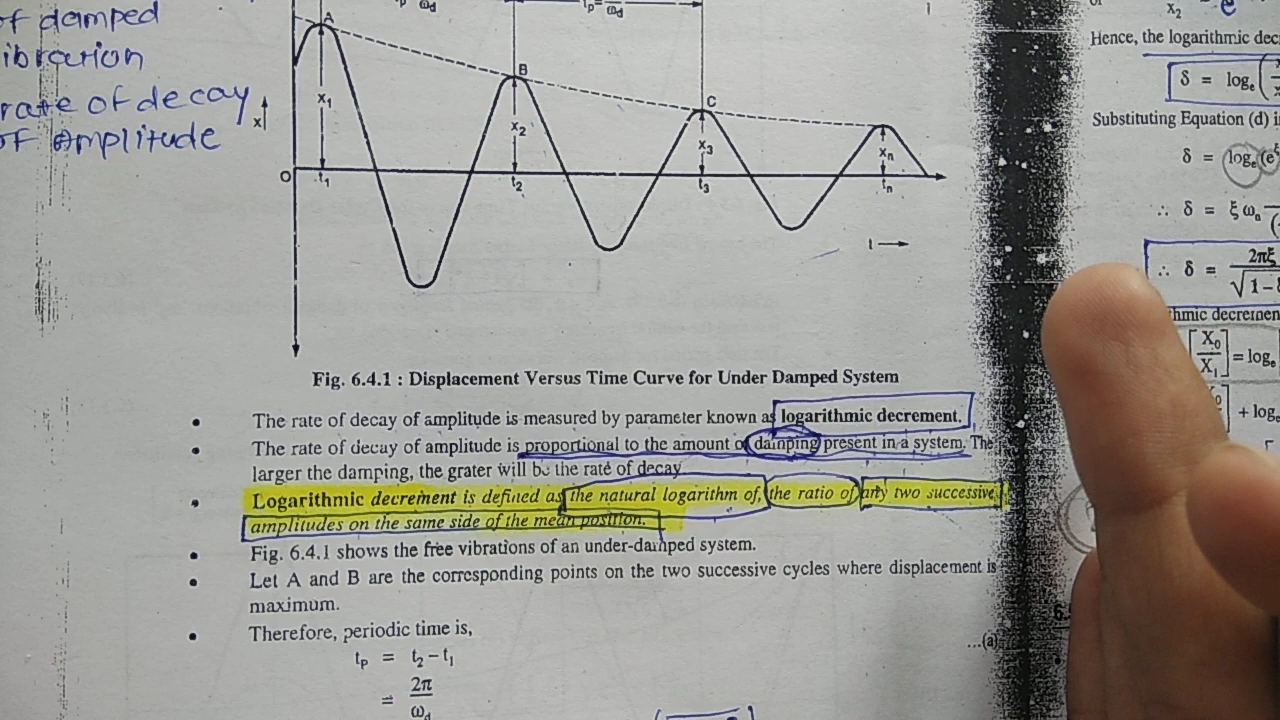 of damped
vibration
rate of decay
of Amplitude
A
B
C
x
x₁
x₂
x₃
xₙ
O
t₁
t₂
t₃
tₙ
t
Fig. 6.4.1 : Displacement Versus Time Curve for Under Damped System
• The rate of decay of amplitude is measured by parameter known as logarithmic decrement.
• The rate of decay of amplitude is proportional to the amount of damping present in a system. The
larger the damping, the grater will be the rate of decay
• Logarithmic decrement is defined as the natural logarithm of, the ratio of any two successive,
amplitudes on the same side of the mean position.
• Fig. 6.4.1 shows the free vibrations of an under-damped system.
• Let A and B are the corresponding points on the two successive cycles where displacement is
maximum.
• Therefore, periodic time is,
tₚ = t₂ – t₁ ...(a)
= 2π / ω_d
x₂
Hence, the logarithmic dec
δ = logₑ (
Substituting Equation (d) i
δ = logₑ (e^ξ
∴ δ = ξ ωₙ
∴ δ = 2πξ / √1 –
hmic decremen
[X₀ / X₁] = logₑ
+ logₑ